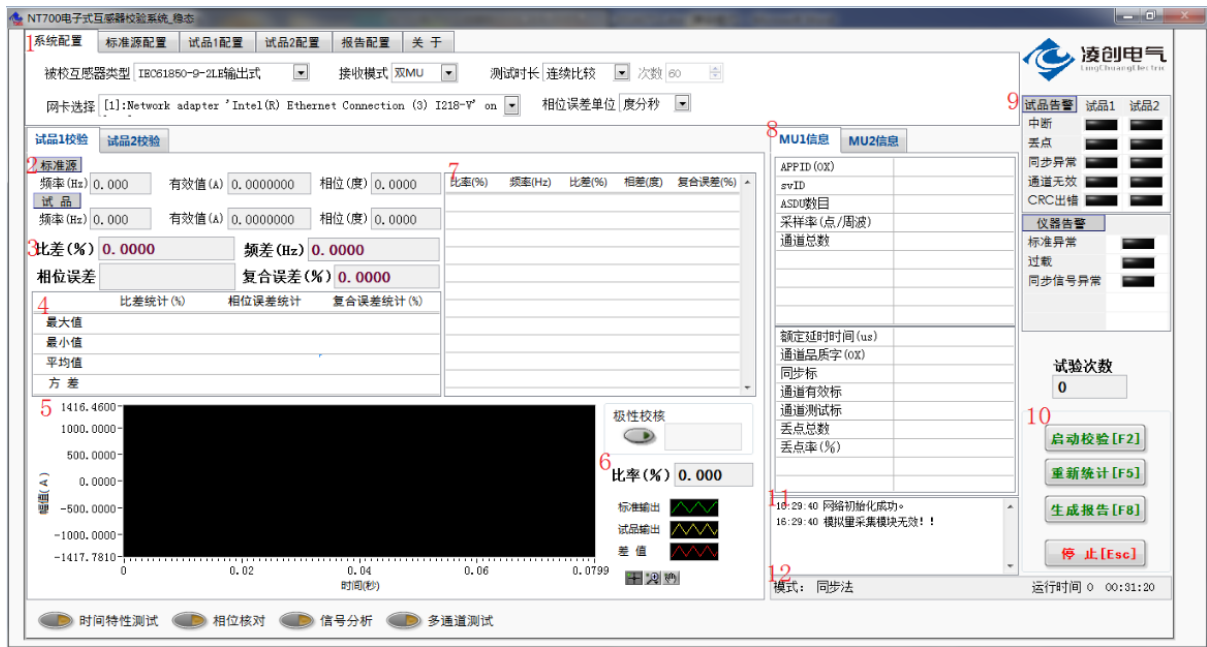 NT700电子式互感器校验系统_稳态
1
系统配置 标准源配置 试品1配置 试品2配置 报告配置 关 于
被校互感器类型 IEC61850-9-2LE输出式 接收模式 双MU 测试时长 连续比较 次数 60
网卡选择 [1]:Network adapter 'Intel(R) Ethernet Connection (3) I218-V' on 相位误差单位 度分秒
凌创电气
LingChuangElectric
试品1校验 试品2校验
2
标准源
频率(Hz) 0.000 有效值(A) 0.0000000 相位(度) 0.0000
试 品
频率(Hz) 0.000 有效值(A) 0.0000000 相位(度) 0.0000
3
比差(%) 0.0000 频差(Hz) 0.0000
相位误差 复合误差(%) 0.0000
4
比差统计(%) 相位误差统计 复合误差统计(%)
最大值
最小值
平均值
方 差
7
比率(%) 频率(Hz) 比差(%) 相差(度) 复合误差(%)
5
1416.4600
1000.0000
500.0000
0.0000
-500.0000
-1000.0000
-1417.7810
幅值(A)
0 0.02 0.04 0.06 0.0799
时间(秒)
极性校核
6
比率(%) 0.000
标准输出
试品输出
差 值
8
MU1信息 MU2信息
APPID(0X)
svID
ASDU数目
采样率(点/周波)
通道总数
额定延时时间(us)
通道品质字(0X)
同步标
通道有效标
通道测试标
丢点总数
丢点率(%)
11
16:29:40 网络初始化成功。
16:29:40 模拟量采集模块无效!!
12
模式: 同步法
运行时间 0 00:31:20
9
试品告警 试品1 试品2
中断
丢点
同步异常
通道无效
CRC出错
仪器告警
标准异常
过载
同步信号异常
试验次数
0
10
启动校验[F2]
重新统计[F5]
生成报告[F8]
停 止[Esc]
时间特性测试 相位核对 信号分析 多通道测试